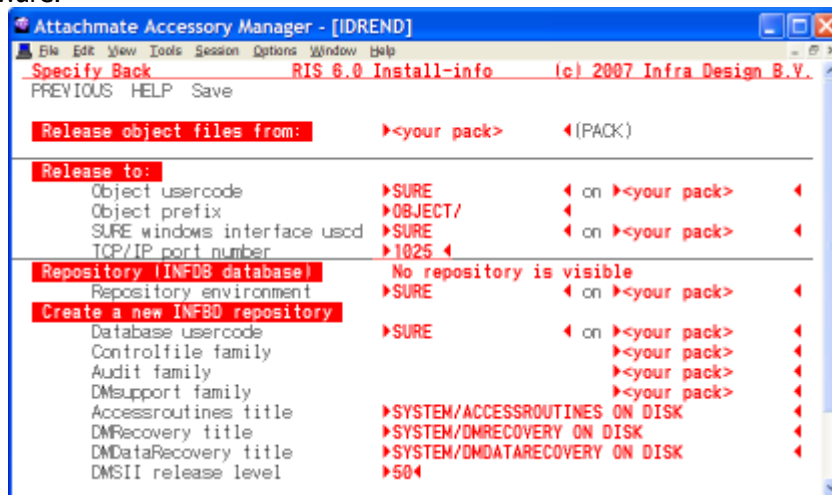 Attachmate Accessory Manager - [IDREND]
File Edit View Tools Session Options Window Help
Specify Back RIS 6.0 Install-info (c) 2007 Infra Design B.V.
PREVIOUS HELP Save
Release object files from: <your pack> (PACK)
Release to:
Object usercode SURE on <your pack>
Object prefix OBJECT/
SURE windows interface uscd SURE on <your pack>
TCP/IP port number 1025
Repository (INFDB database) No repository is visible
Repository environment SURE on <your pack>
Create a new INFBD repository
Database usercode SURE on <your pack>
Controlfile family <your pack>
Audit family <your pack>
DMsupport family <your pack>
Accessroutines title SYSTEM/ACCESSROUTINES ON DISK
DMRecovery title SYSTEM/DMRECOVERY ON DISK
DMDataRecovery title SYSTEM/DMDATARECOVERY ON DISK
DMSII release level 50